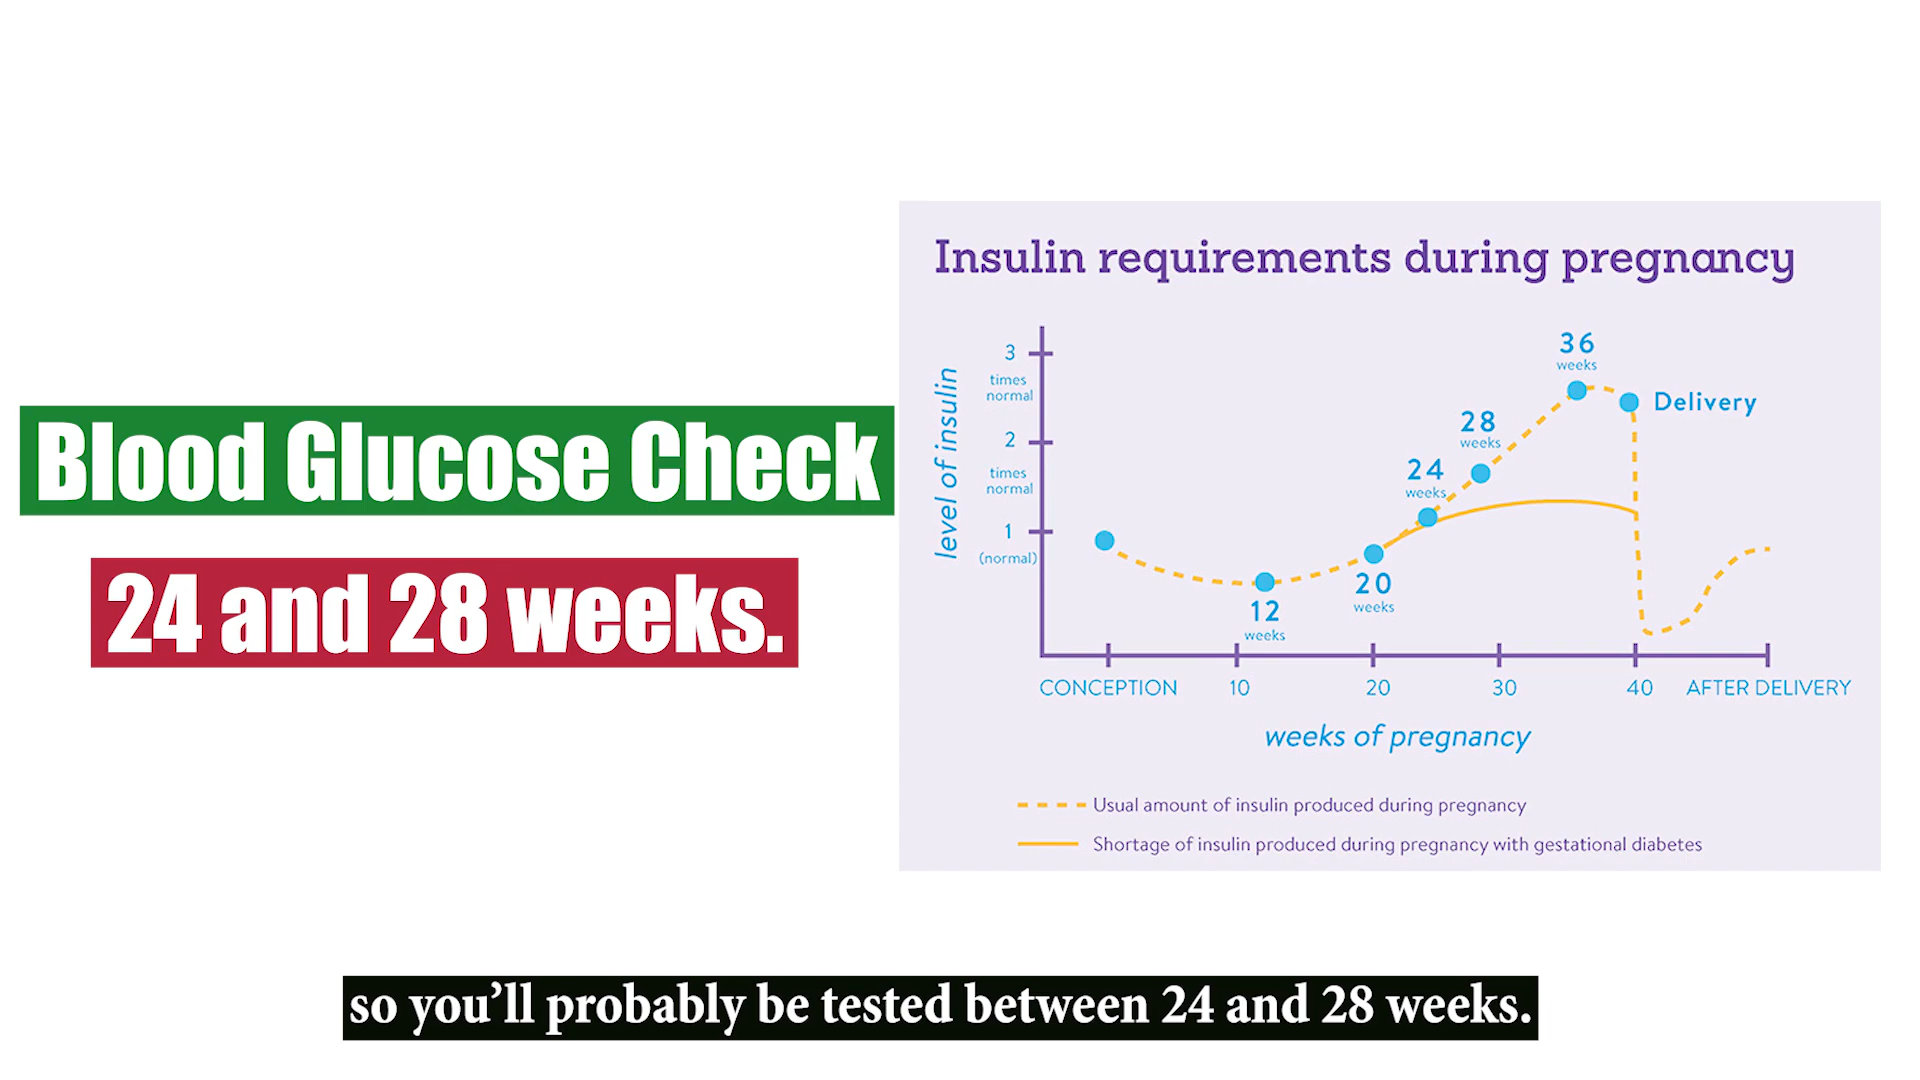 Blood Glucose Check
24 and 28 weeks.
Insulin requirements during pregnancy
level of insulin
3
times
normal
2
times
normal
1
(normal)
12
weeks
20
weeks
24
weeks
28
weeks
36
weeks
Delivery
CONCEPTION 10 20 30 40 AFTER DELIVERY
weeks of pregnancy
Usual amount of insulin produced during pregnancy
Shortage of insulin produced during pregnancy with gestational diabetes
so you’ll probably be tested between 24 and 28 weeks.